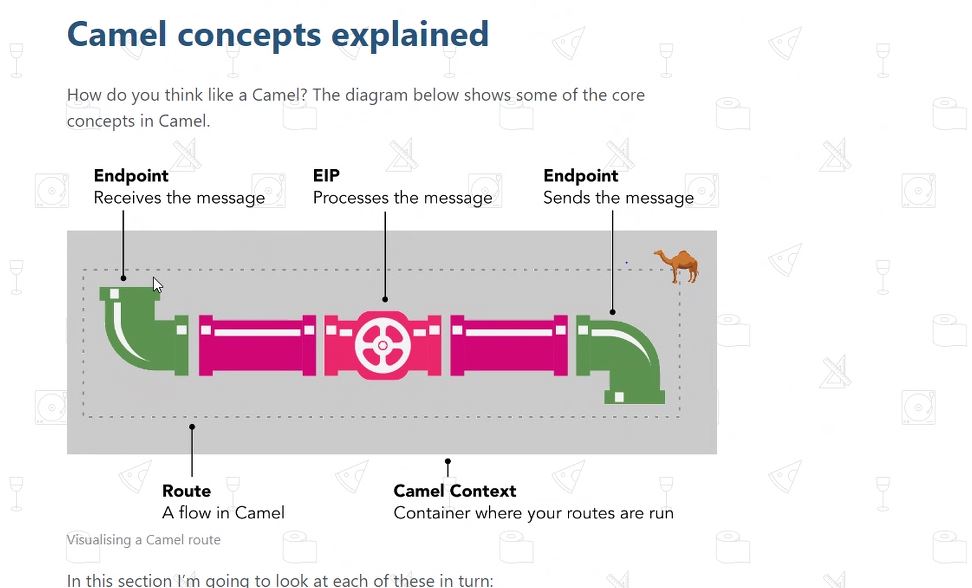 Camel concepts explained
How do you think like a Camel? The diagram below shows some of the core
concepts in Camel.
Endpoint
Receives the message
EIP
Processes the message
Endpoint
Sends the message
Route
A flow in Camel
Camel Context
Container where your routes are run
Visualising a Camel route
In this section I'm going to look at each of these in turn: